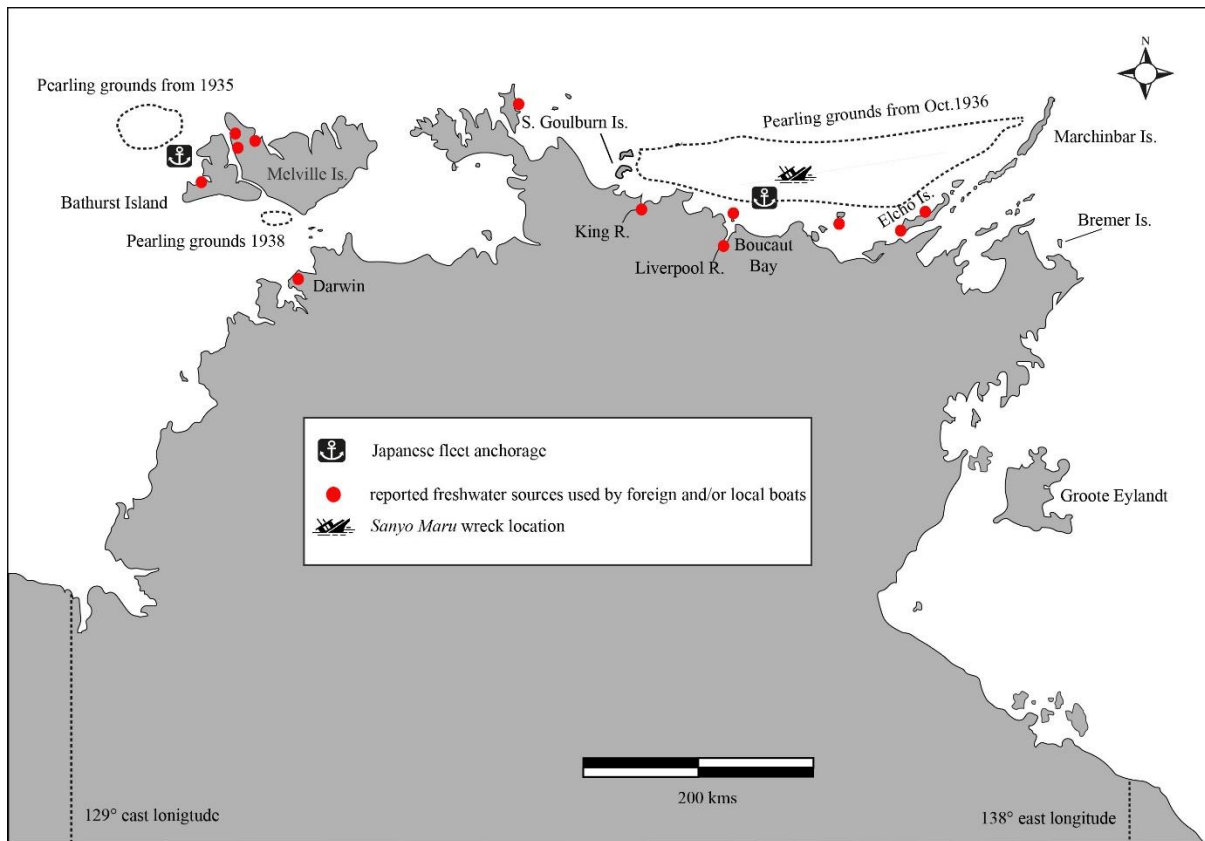 N
Pearling grounds from 1935
Pearling grounds from Oct.1936
S. Goulburn Is.
Marchinbar Is.
Melville Is.
Bathurst Island
Elcho Is.
King R.
Bremer Is.
Pearling grounds 1938
Boucaut
Bay
Liverpool R.
Darwin
Japanese fleet anchorage
reported freshwater sources used by foreign and/or local boats
Sanyo Maru wreck location
Groote Eylandt
200 kms
129° east lonigtude
138° east longitude